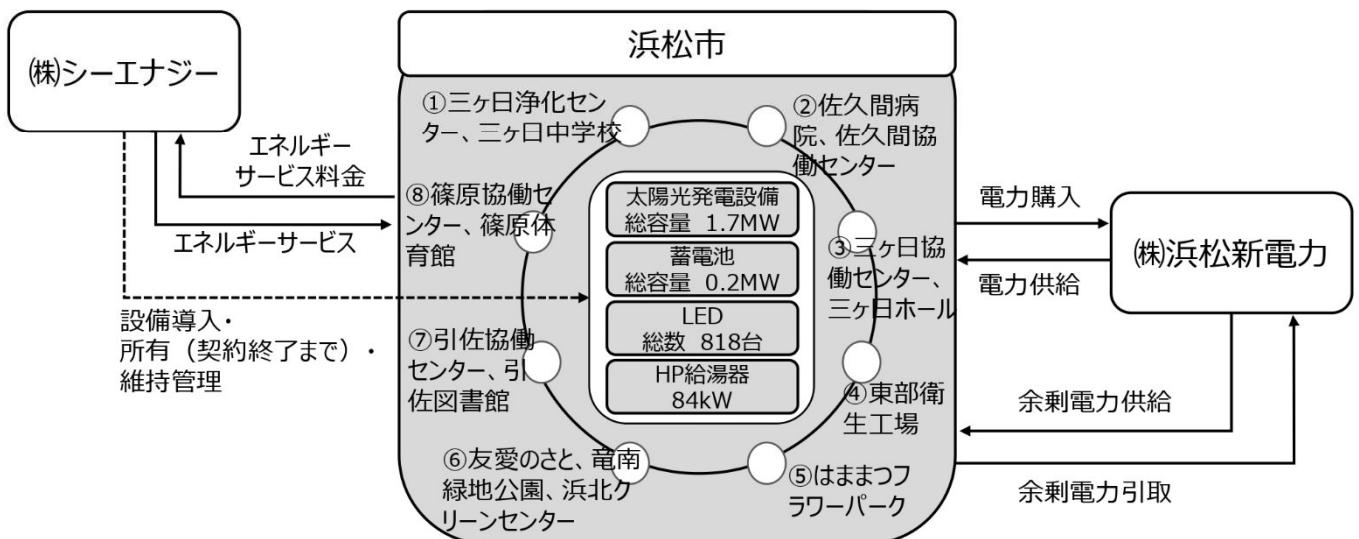 浜松市
㈱シーエナジー
エネルギー
サービス料金
エネルギーサービス
設備導入・
所有（契約終了まで）・
維持管理
①三ヶ日浄化セン
ター、三ヶ日中学校
②佐久間病
院、佐久間協
働センター
③三ヶ日協
働センター、
三ヶ日ホール
④東部衛
生工場
⑤はままつフ
ラワーパーク
⑥友愛のさと、竜南
緑地公園、浜北ク
リーンセンター
⑦引佐協働
センター、引
佐図書館
⑧篠原協働セ
ンター、篠原体
育館
太陽光発電設備
総容量 1.7MW
蓄電池
総容量 0.2MW
LED
総数 818台
HP給湯器
84kW
電力購入
電力供給
㈱浜松新電力
余剰電力供給
余剰電力引取